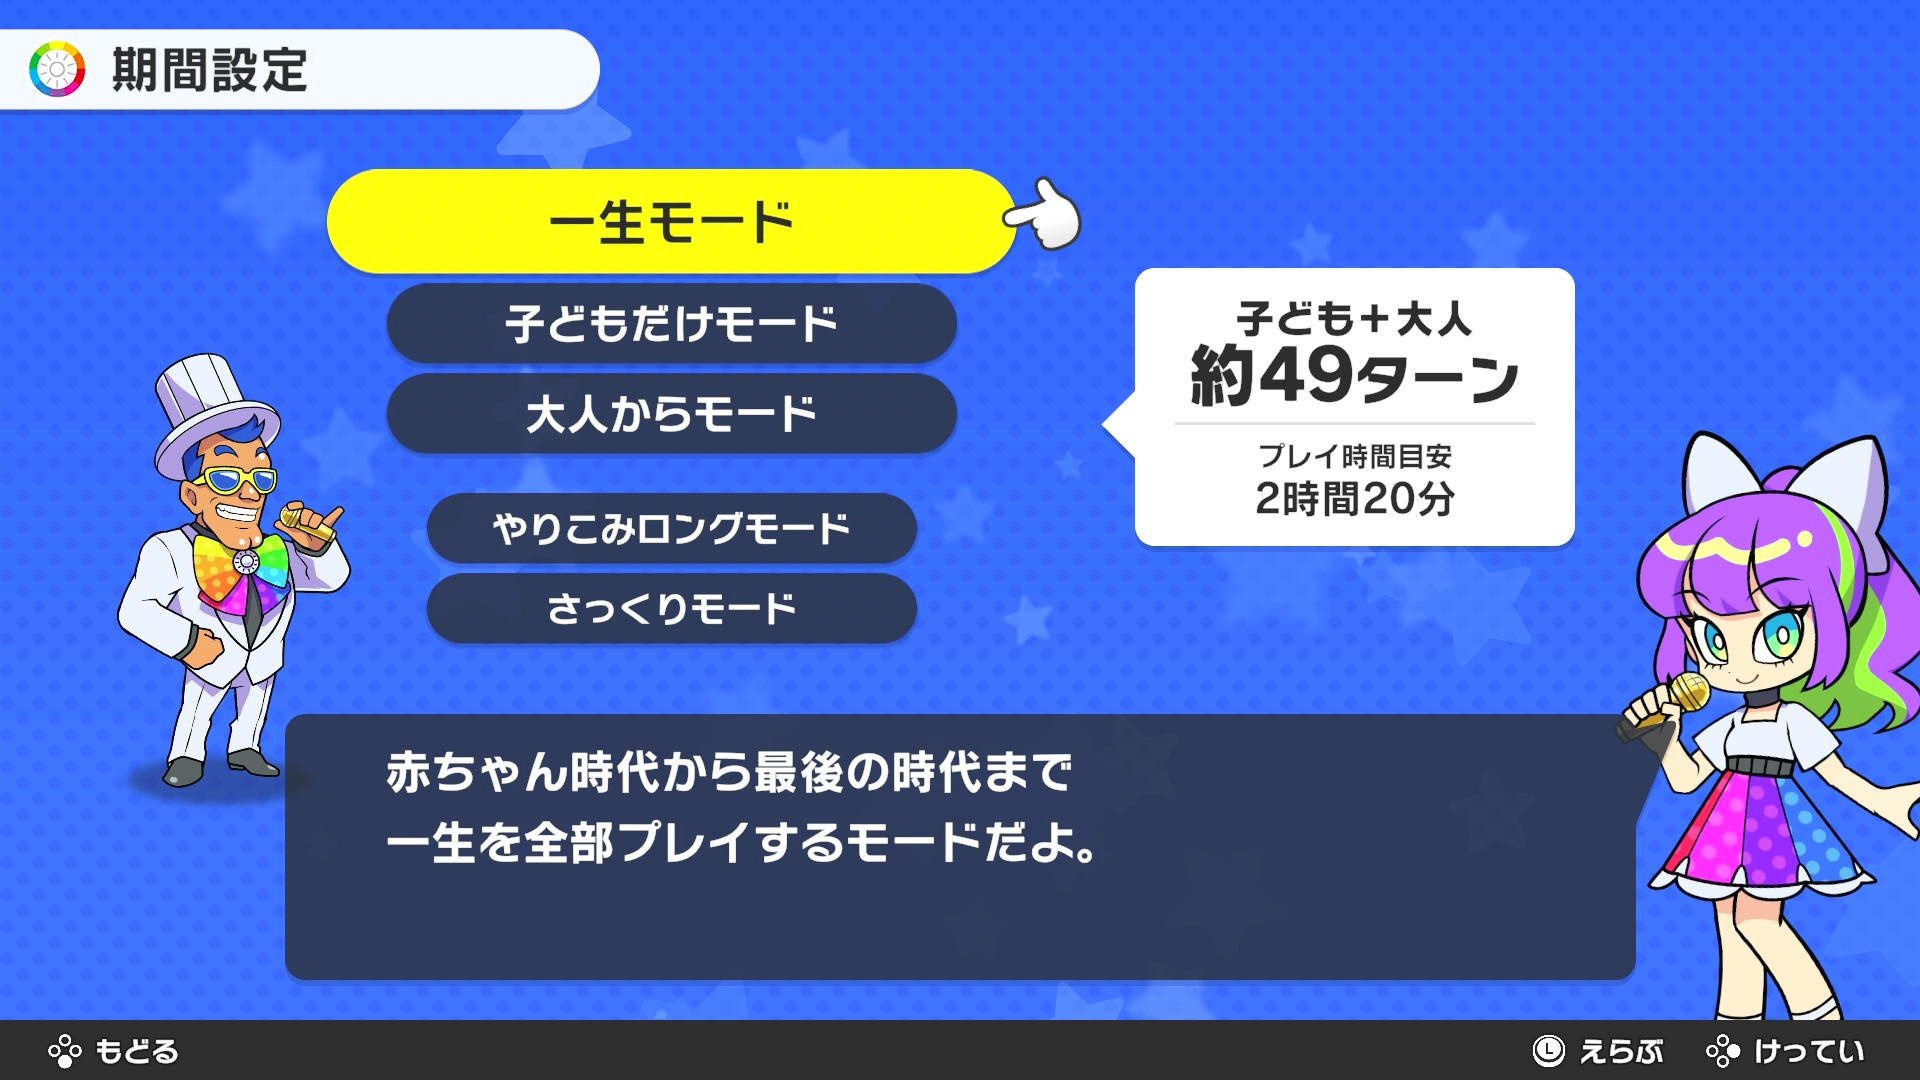 期間設定
一生モード
子どもだけモード
大人からモード
やりこみロングモード
さっくりモード
子ども＋大人
約49ターン
プレイ時間目安
2時間20分
赤ちゃん時代から最後の時代まで
一生を全部プレイするモードだよ。
もどる
L えらぶ
けってい